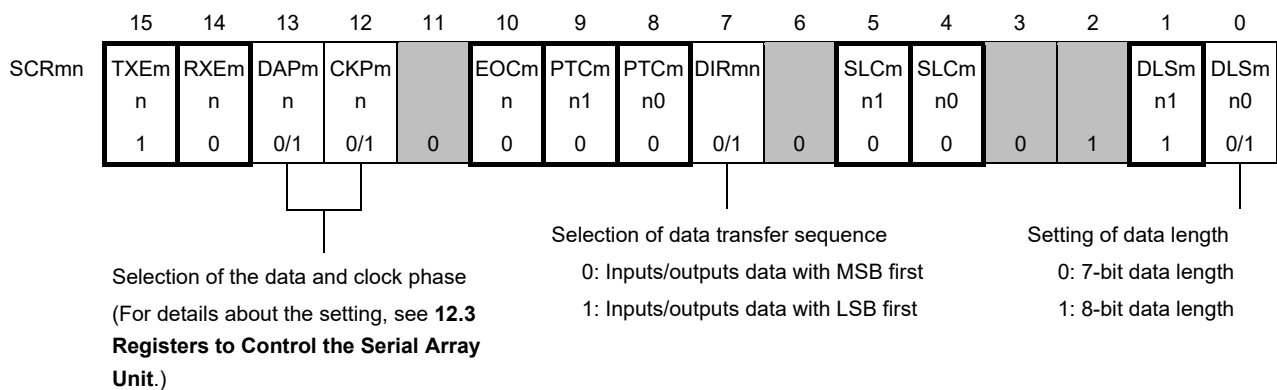 15 14 13 12 11 10 9 8 7 6 5 4 3 2 1 0
SCRmn TXEm RXEm DAPm CKPm EOCm PTCm PTCm DIRmn SLCm SLCm DLSm DLSm
n n n n n n1 n0 n1 n0 n1 n0
1 0 0/1 0/1 0 0 0 0 0/1 0 0 0 0 1 1 0/1
Selection of the data and clock phase
(For details about the setting, see 12.3
Registers to Control the Serial Array
Unit.)
Selection of data transfer sequence
0: Inputs/outputs data with MSB first
1: Inputs/outputs data with LSB first
Setting of data length
0: 7-bit data length
1: 8-bit data length